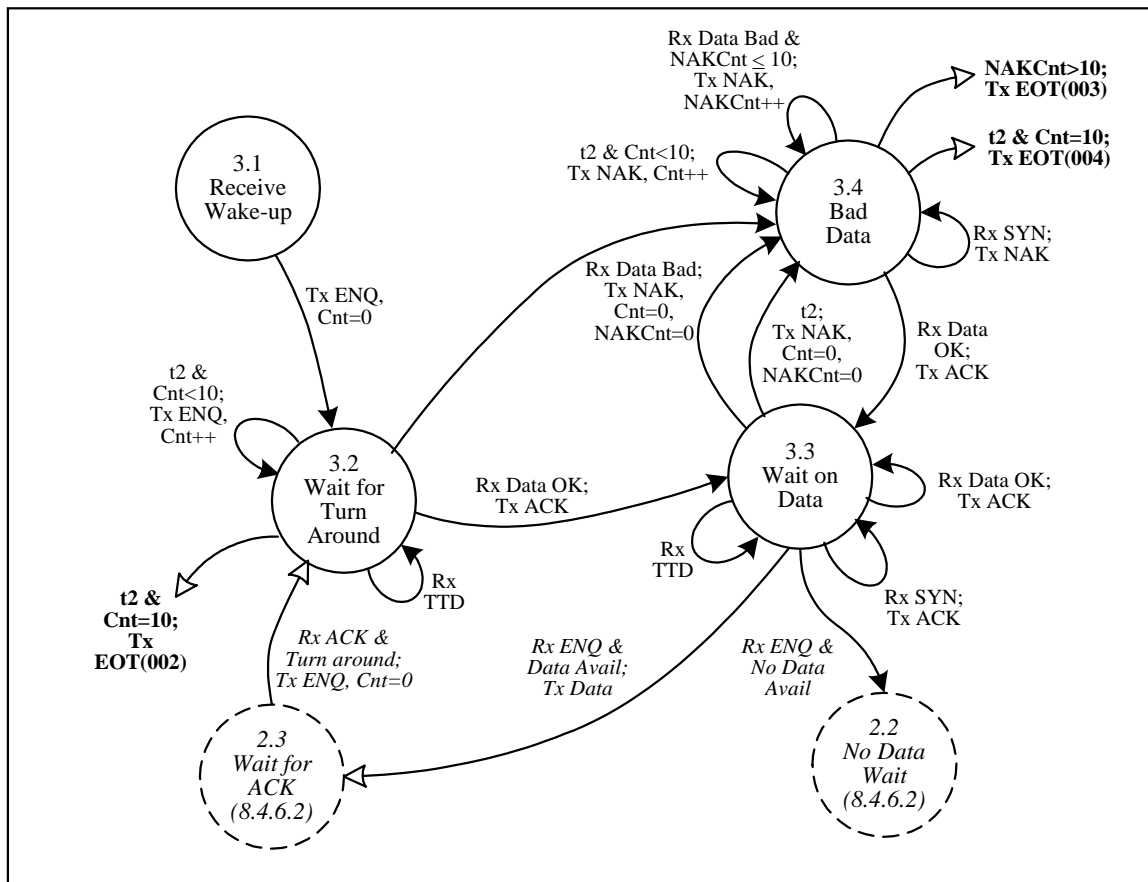 Rx Data Bad &
NAKCnt ≤ 10;
Tx NAK,
NAKCnt++
NAKCnt>10;
Tx EOT(003)
t2 & Cnt=10;
Tx EOT(004)
t2 & Cnt<10;
Tx NAK, Cnt++
3.1
Receive
Wake-up
3.4
Bad
Data
Rx SYN;
Tx NAK
Tx ENQ,
Cnt=0
Rx Data Bad;
Tx NAK,
Cnt=0,
NAKCnt=0
t2;
Tx NAK,
Cnt=0,
NAKCnt=0
Rx Data
OK;
Tx ACK
t2 &
Cnt<10;
Tx ENQ,
Cnt++
3.2
Wait for
Turn
Around
Rx Data OK;
Tx ACK
3.3
Wait on
Data
Rx Data OK;
Tx ACK
Rx
TTD
Rx
TTD
Rx SYN;
Tx ACK
t2 &
Cnt=10;
Tx
EOT(002)
Rx ACK &
Turn around;
Tx ENQ, Cnt=0
Rx ENQ &
Data Avail;
Tx Data
Rx ENQ &
No Data
Avail
2.3
Wait for
ACK
(8.4.6.2)
2.2
No Data
Wait
(8.4.6.2)